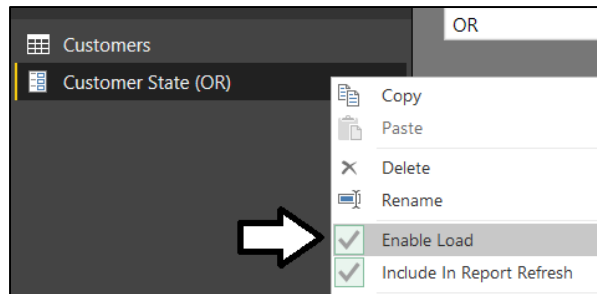 OR
Customers
Customer State (OR)
Copy
Paste
Delete
Rename
Enable Load
Include In Report Refresh